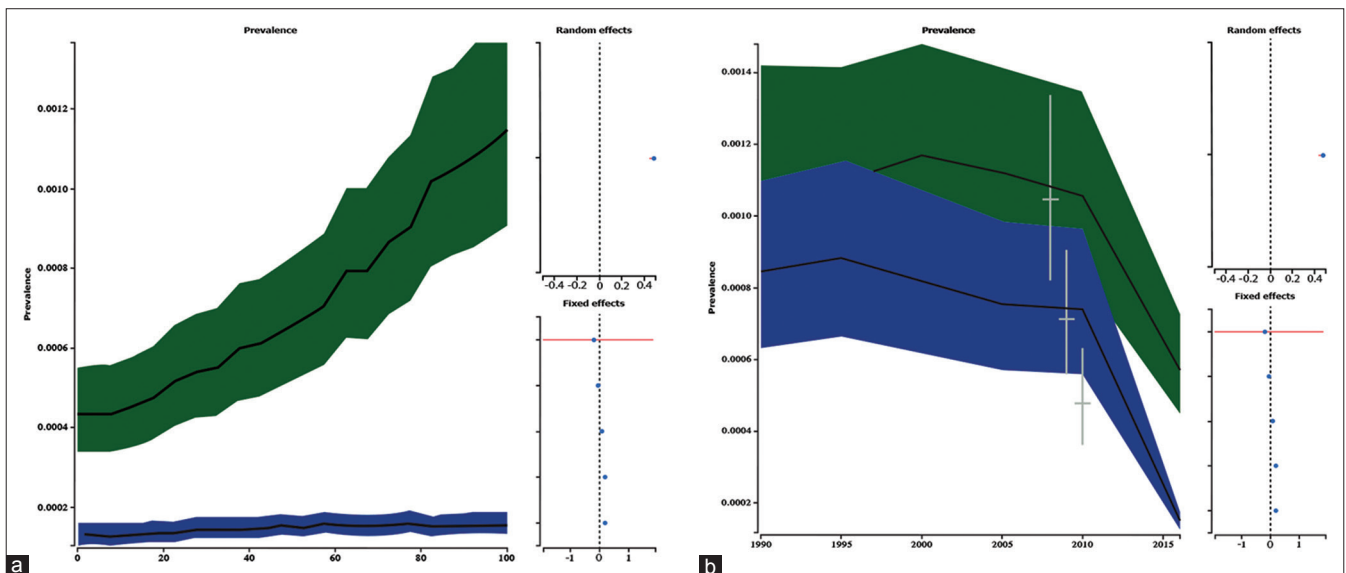 Prevalence
Random effects
0.0012
0.0010
0.0008
0.0006
0.0004
0.0002
Prevalence
0 20 40 60 80 100
-0.4 -0.2 0 0.2 0.4
Fixed effects
-1 0 1
a
Prevalence
Random effects
0.0014
0.0012
0.0010
0.0008
0.0006
0.0004
0.0002
Prevalence
1990 1995 2000 2005 2010 2015
-0.4 -0.2 0 0.2 0.4
Fixed effects
-1 0 1
b